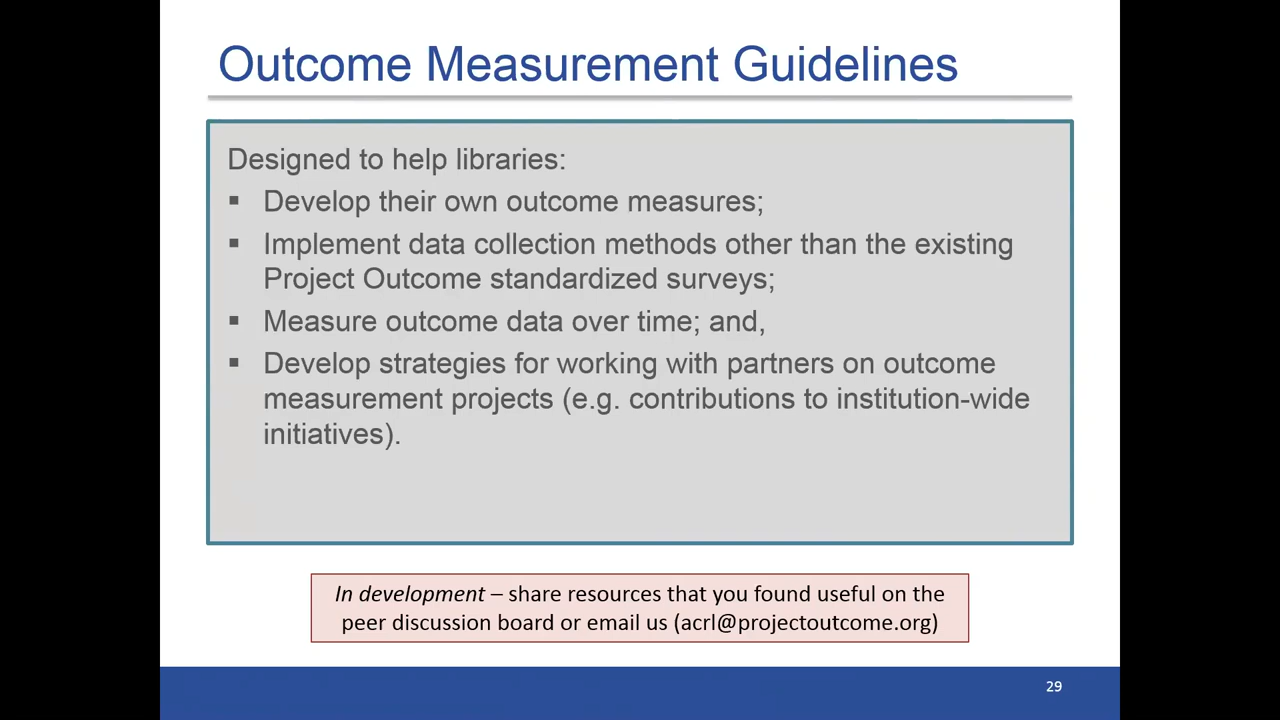 Outcome Measurement Guidelines
Designed to help libraries:
▪ Develop their own outcome measures;
▪ Implement data collection methods other than the existing
Project Outcome standardized surveys;
▪ Measure outcome data over time; and,
▪ Develop strategies for working with partners on outcome
measurement projects (e.g. contributions to institution-wide
initiatives).
In development – share resources that you found useful on the
peer discussion board or email us (acrl@projectoutcome.org)
29